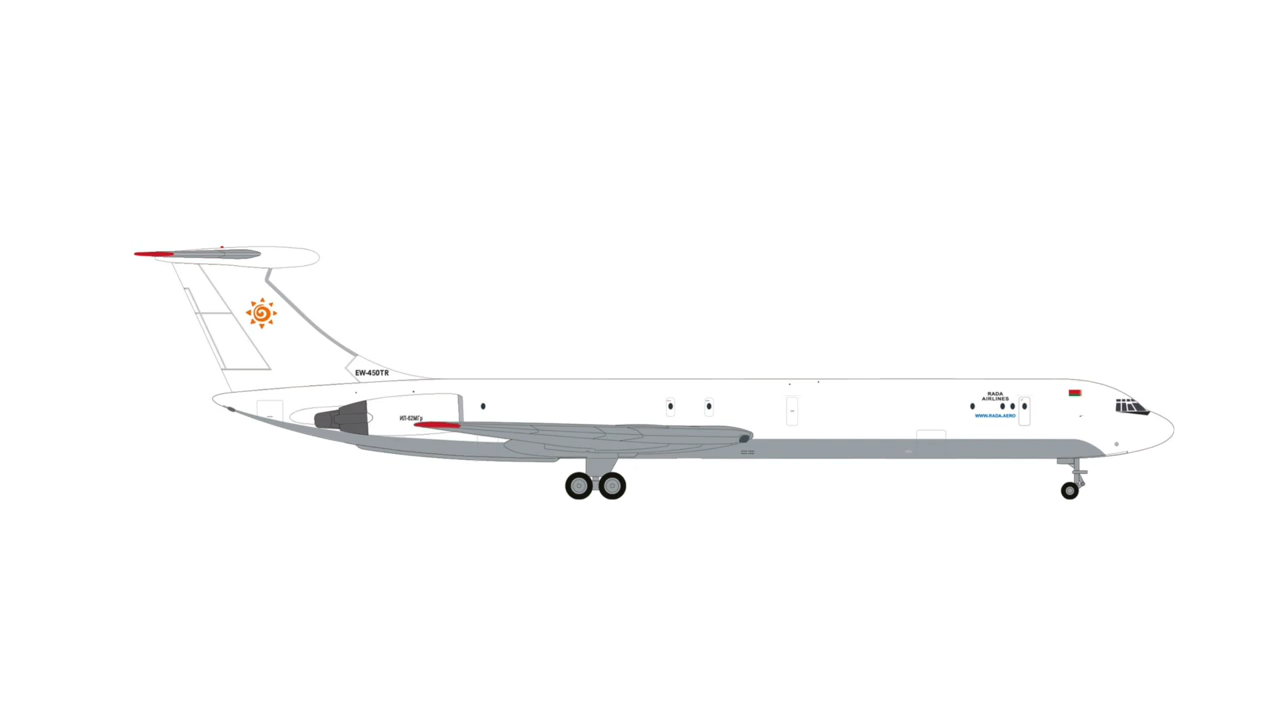 EW-450TR
ИЛ-62МГр
RADA
AIRLINES
WWW.RADA.AERO